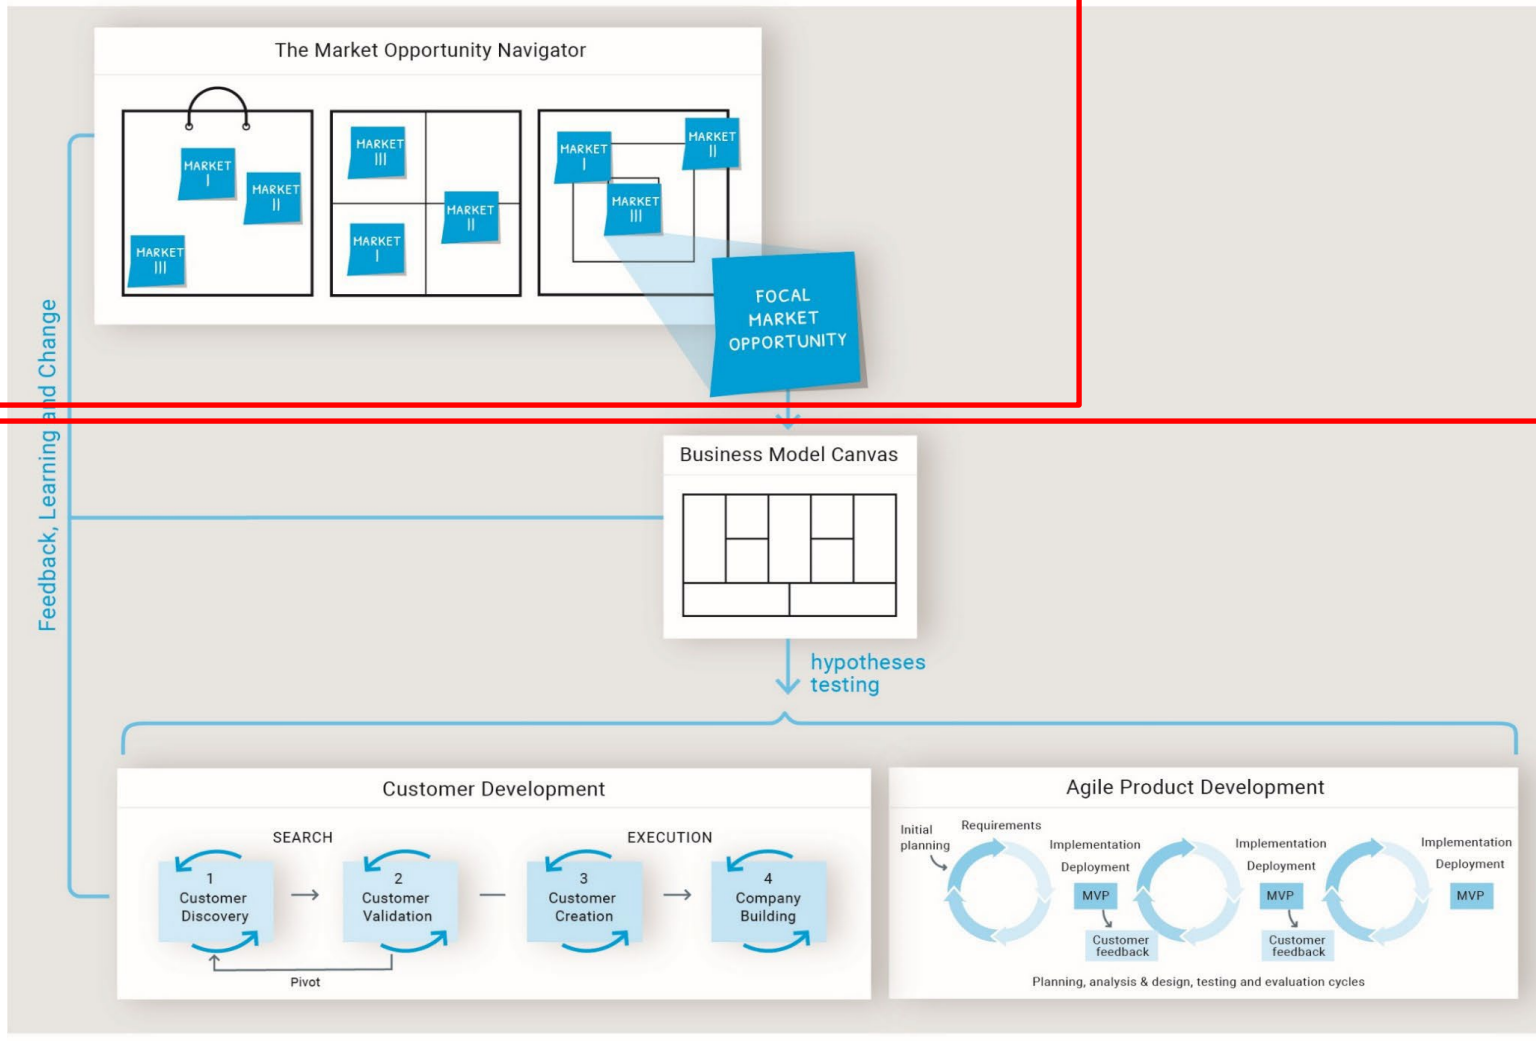 The Market Opportunity Navigator
MARKET
I
MARKET
II
MARKET
III
MARKET
III
MARKET
II
MARKET
I
MARKET
I
MARKET
II
MARKET
III
FOCAL
MARKET
OPPORTUNITY
Feedback, Learning and Change
Business Model Canvas
hypotheses
testing
Customer Development
SEARCH
EXECUTION
1
Customer
Discovery
2
Customer
Validation
3
Customer
Creation
4
Company
Building
Pivot
Agile Product Development
Initial
planning
Requirements
Implementation
Deployment
MVP
Customer
feedback
Implementation
Deployment
MVP
Customer
feedback
Implementation
Deployment
MVP
Planning, analysis & design, testing and evaluation cycles